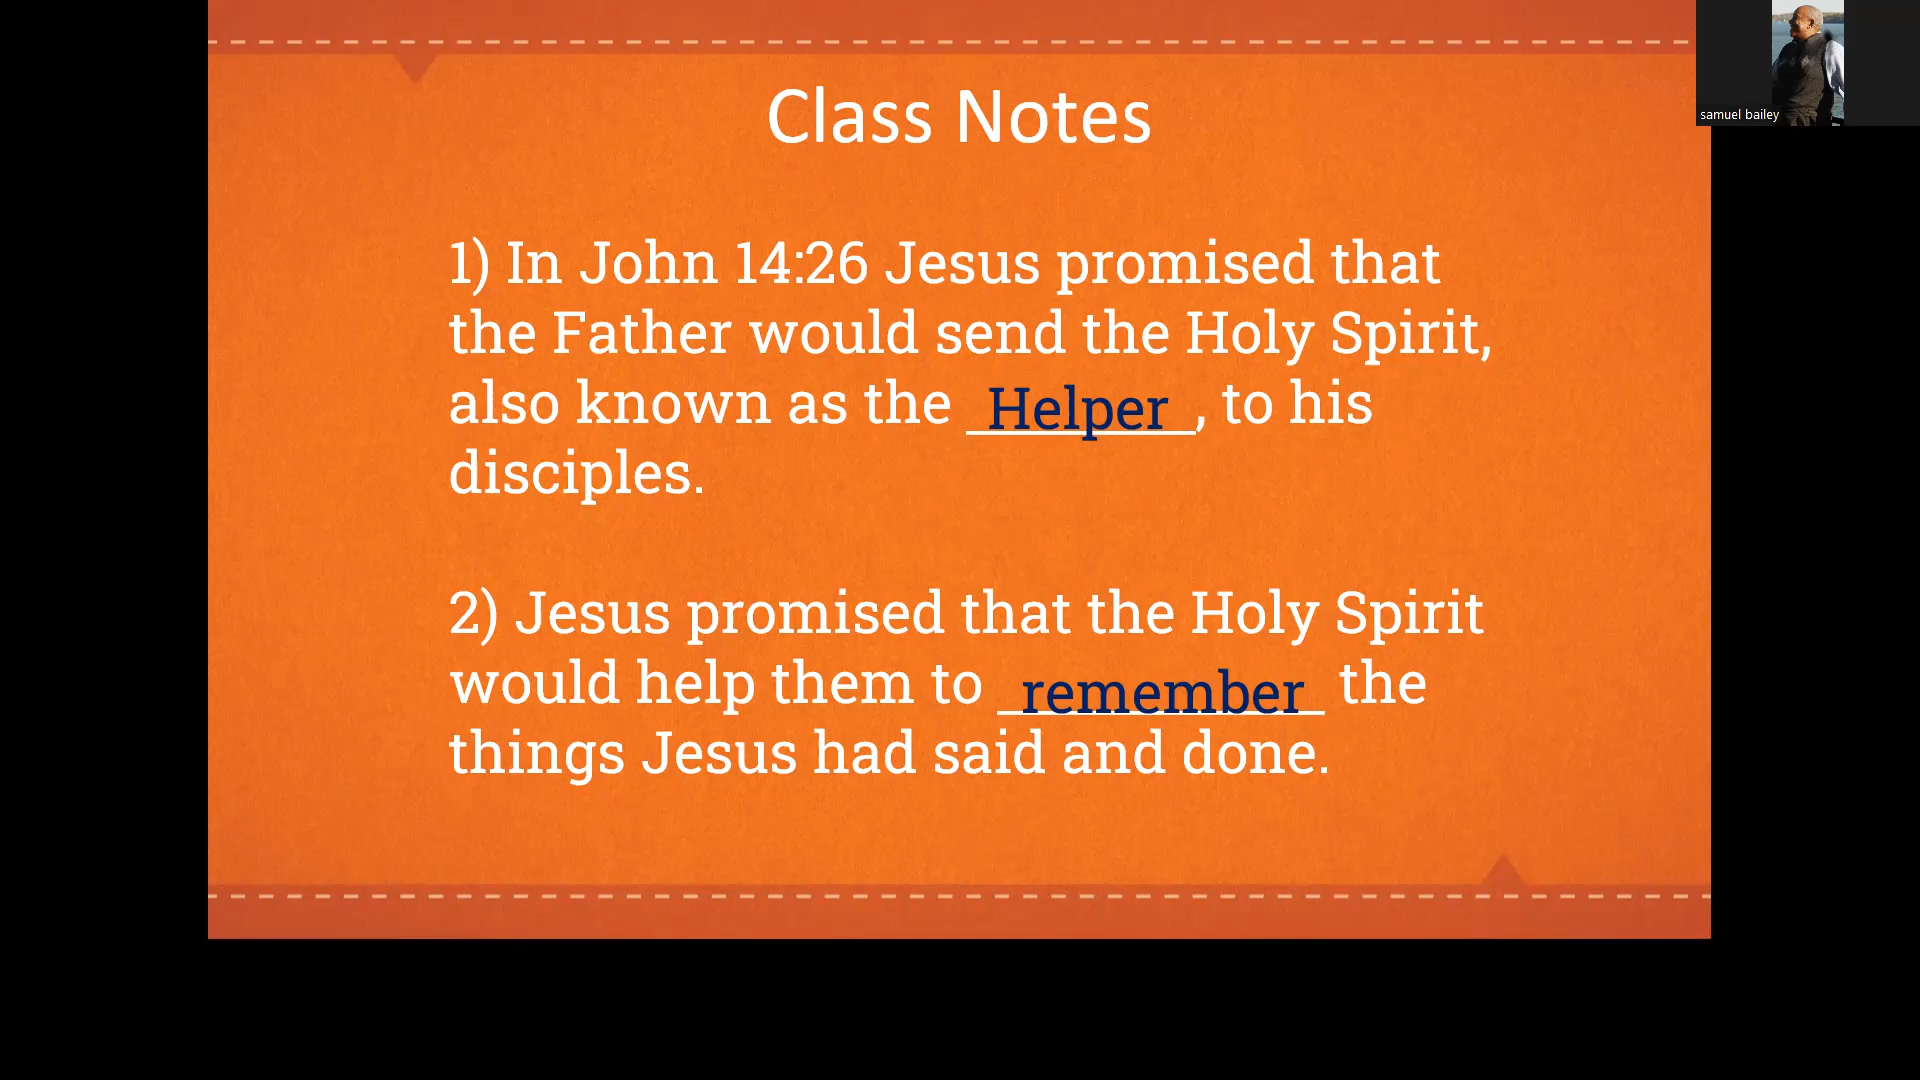 Class Notes
samuel bailey
1) In John 14:26 Jesus promised that
the Father would send the Holy Spirit,
also known as the Helper, to his
disciples.
2) Jesus promised that the Holy Spirit
would help them to remember the
things Jesus had said and done.